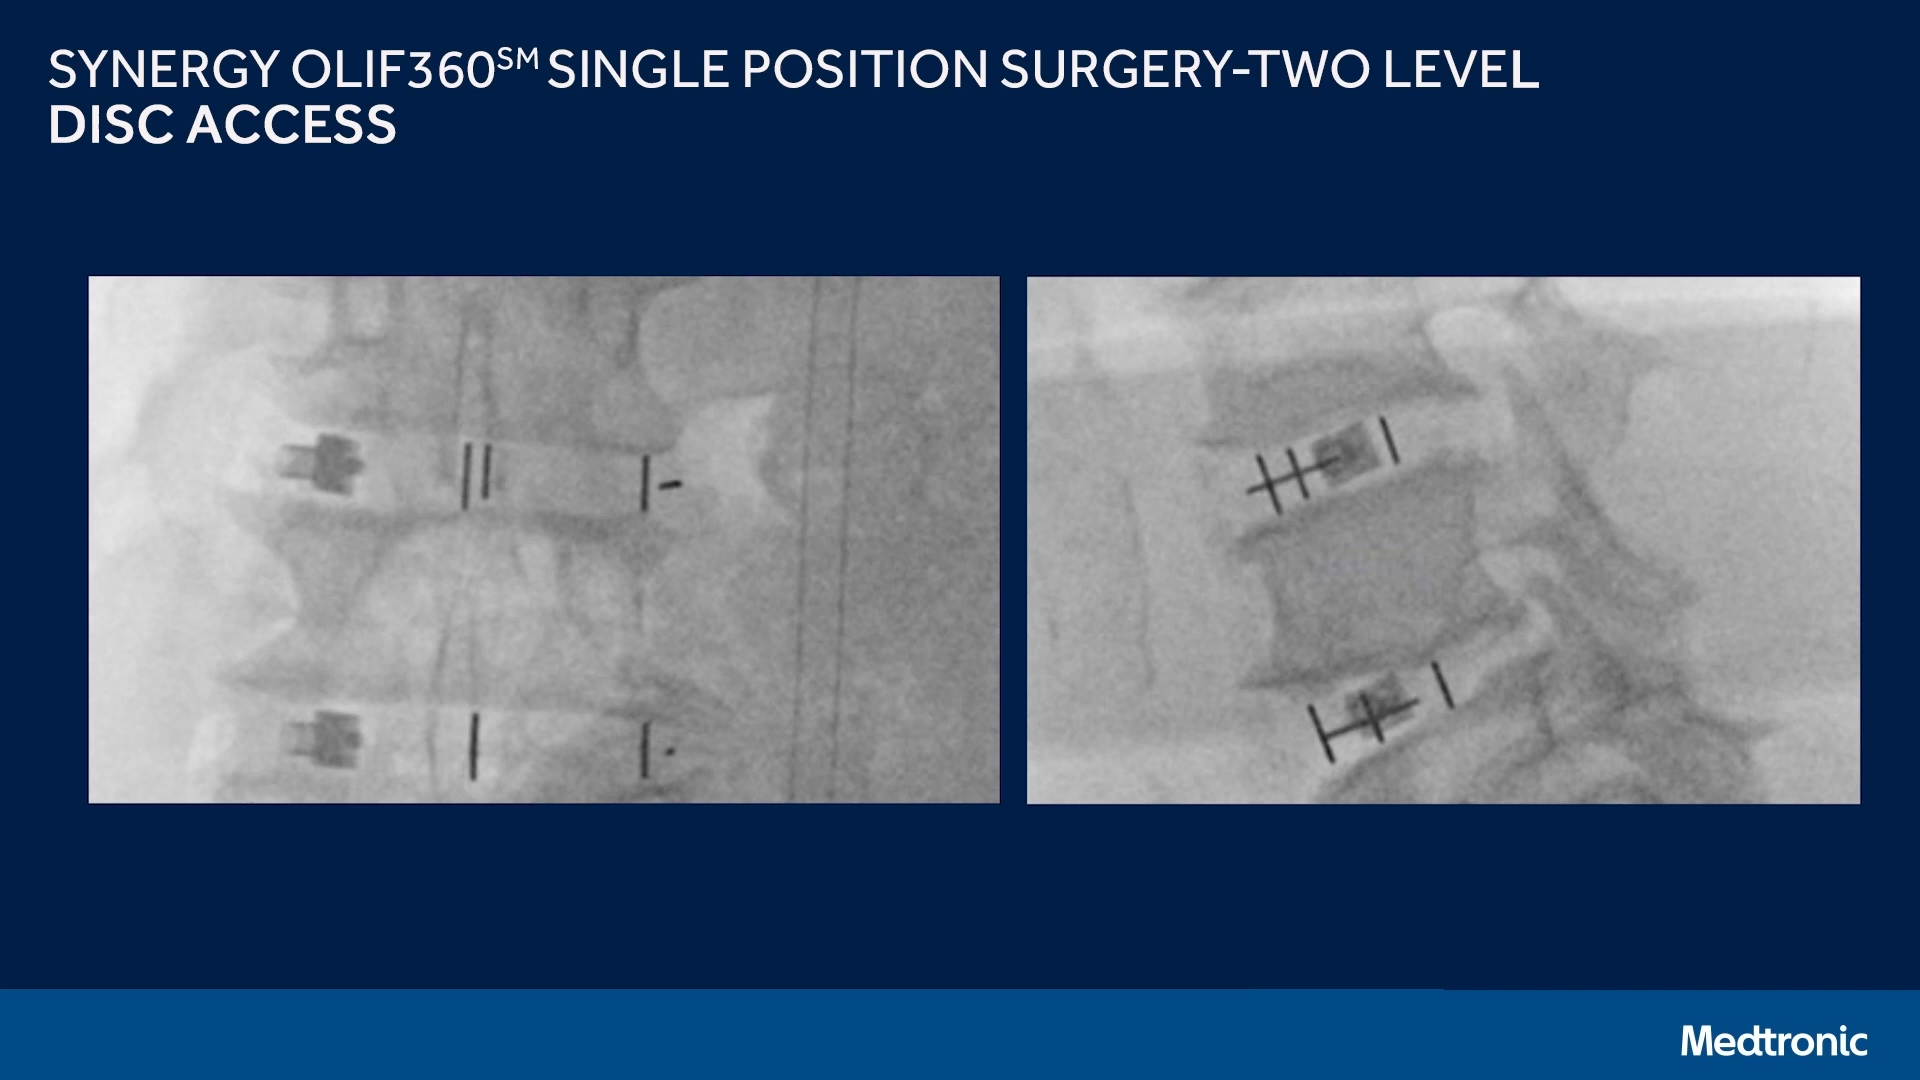 SYNERGY OLIF360SM SINGLE POSITION SURGERY-TWO LEVEL
DISC ACCESS
Medtronic